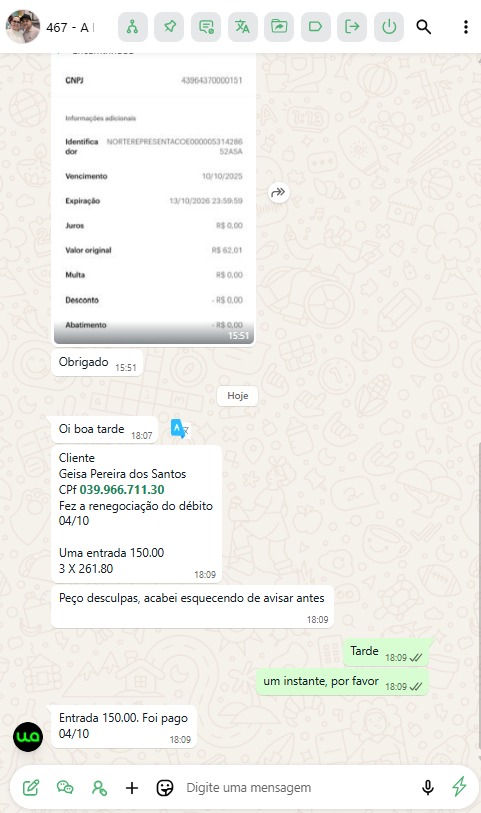 467 - A
CNPJ 43964370000151
Informações adicionais
Identifica NORTEREPRESENTACOE000005314286
dor 52A5A
Vencimento 10/10/2025
Expiração 13/10/2026 23:59:59
Juros R$ 0,00
Valor original R$ 62,01
Multa R$ 0,00
Desconto - R$ 0,00
Abatimento - R$ 0,00
15:51
Obrigado 15:51
Hoje
Oi boa tarde 18:07
Cliente
Geisa Pereira dos Santos
CPf 039.966.711.30
Fez a renegociação do débito
04/10
Uma entrada 150.00
3 X 261.80
18:09
Peço desculpas, acabei esquecendo de avisar antes
18:09
Tarde 18:09
um instante, por favor 18:09
Entrada 150.00. Foi pago
04/10
18:09
Digite uma mensagem